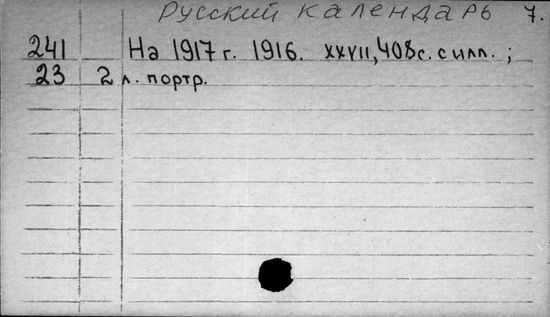 Русский календарь 7.
241 На 1917 г. 1916. XXVII, 408 с. с илл. ;
23 2 л. портр.